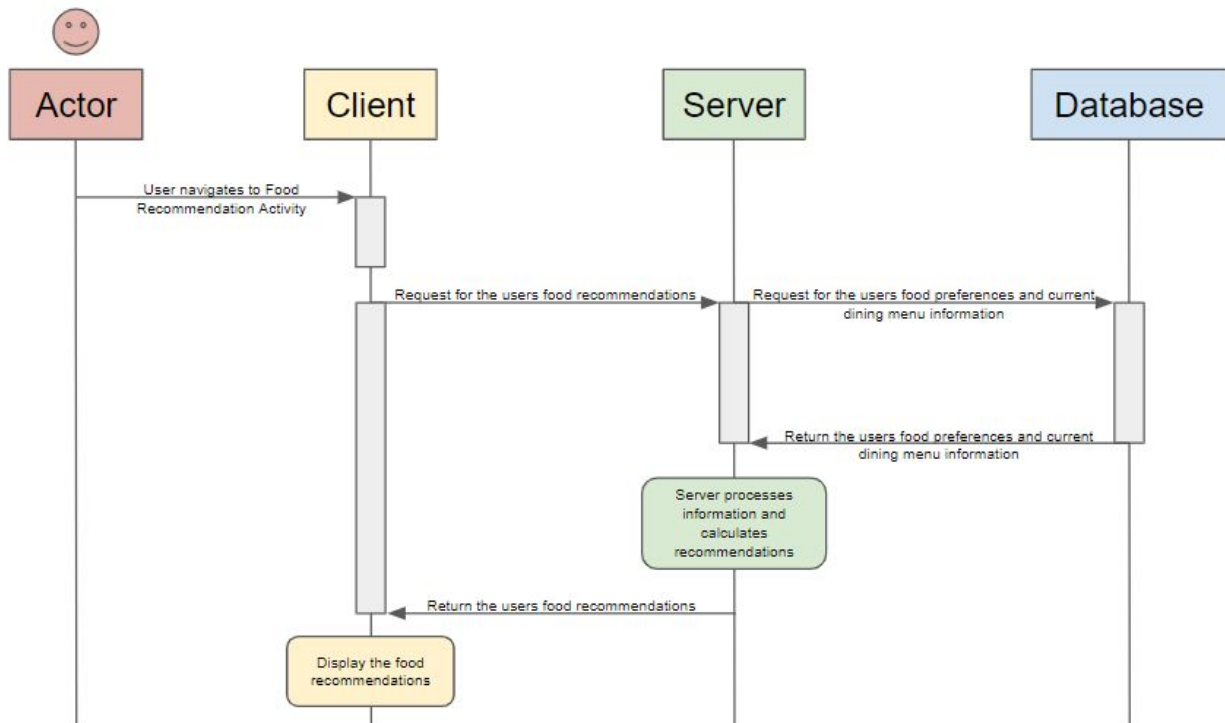 Actor
Client
Server
Database
User navigates to Food
Recommendation Activity
Request for the users food recommendations
Request for the users food preferences and current
dining menu information
Return the users food preferences and current
dining menu information
Server processes
information and
calculates
recommendations
Return the users food recommendations
Display the food
recommendations